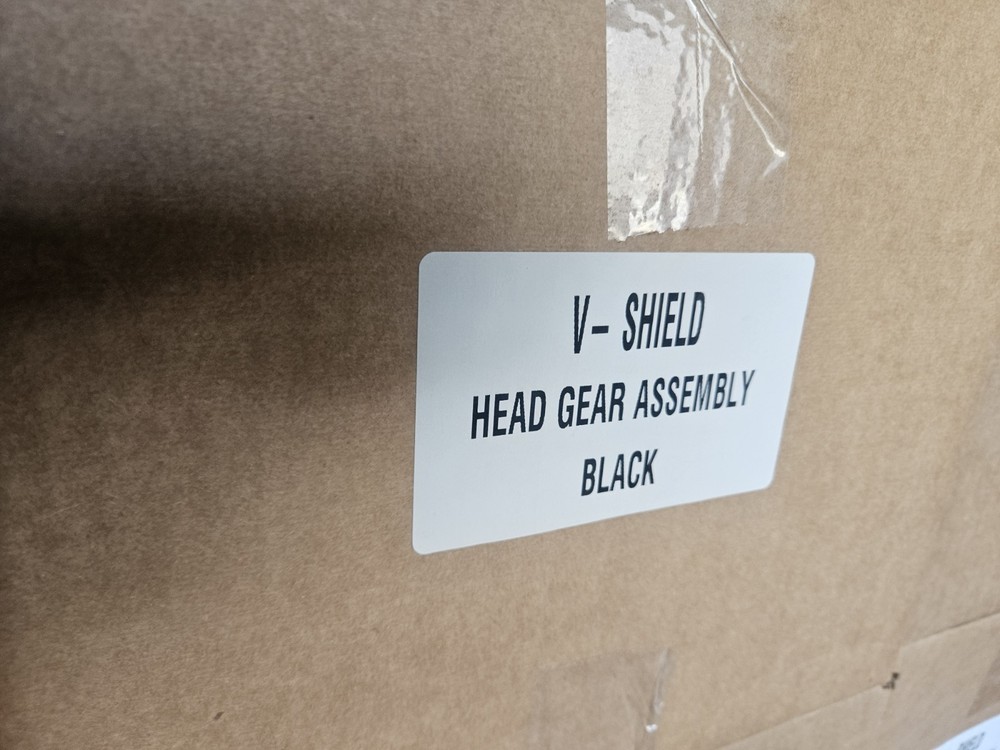 V- SHIELD
HEAD GEAR ASSEMBLY
BLACK